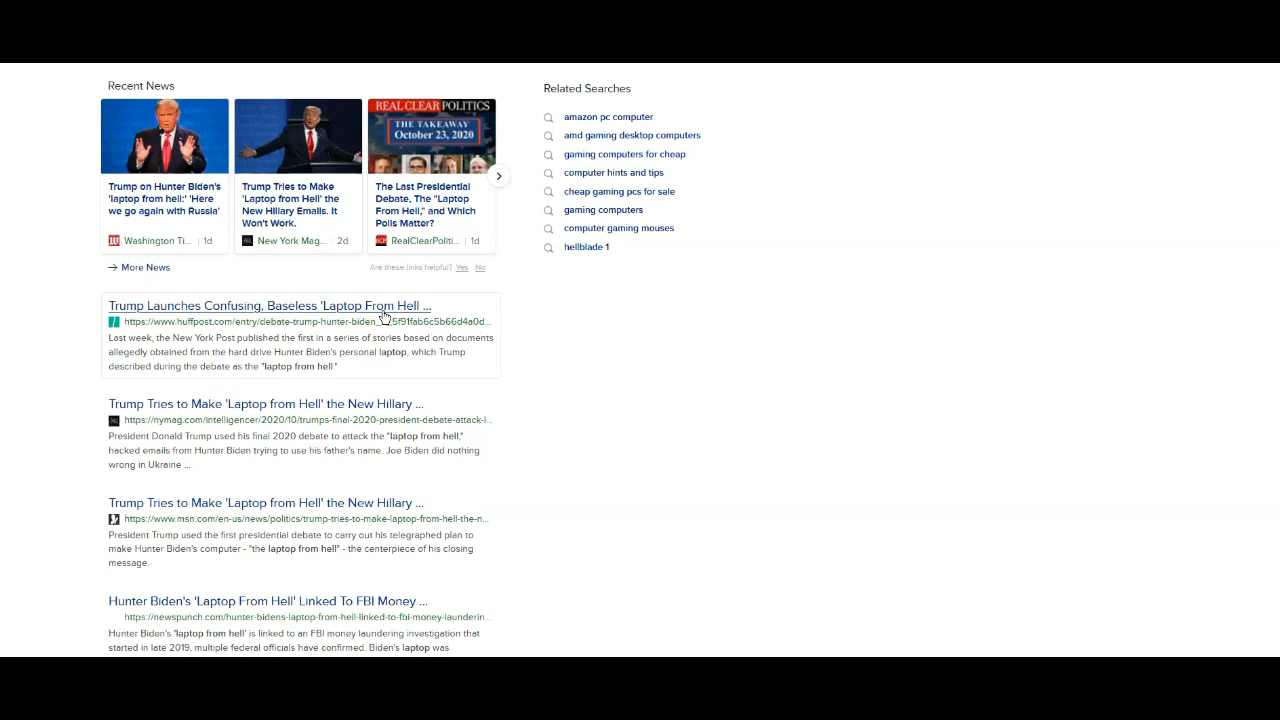 Recent News
REAL CLEAR POLITICS
THE TAKEAWAY
October 23, 2020
Trump on Hunter Biden's
'laptop from hell:' 'Here
we go again with Russia'
Washington Ti... | 1d
Trump Tries to Make
'Laptop From Hell' the
New Hillary Emails. It
Won't Work.
New York Mag... | 2d
The Last Presidential
Debate, The "Laptop
From Hell," and Which
Polls Matter?
RealClearPoliti... | 1d
→ More News
Are these links helpful? Yes No
Trump Launches Confusing, Baseless 'Laptop From Hell ...
https://www.huffpost.com/entry/debate-trump-hunter-biden_ 5f91fab6c5b66d4a0d...
Last week, the New York Post published the first in a series of stories based on documents
allegedly obtained from the hard drive Hunter Biden's personal laptop, which Trump
described during the debate as the "laptop from hell."
Trump Tries to Make 'Laptop from Hell' the New Hillary ...
https://nymag.com/intelligencer/2020/10/trumps-final-2020-president-debate-attack-l...
President Donald Trump used his final 2020 debate to attack the "laptop from hell,"
hacked emails from Hunter Biden trying to use his father's name. Joe Biden did nothing
wrong in Ukraine ...
Trump Tries to Make 'Laptop from Hell' the New Hillary ...
https://www.msn.com/en-us/news/politics/trump-tries-to-make-laptop-from-hell-the-n...
President Trump used the first presidential debate to carry out his telegraphed plan to
make Hunter Biden's computer - "the laptop from hell" - the centerpiece of his closing
message.
Hunter Biden's 'Laptop From Hell' Linked To FBI Money ...
https://newspunch.com/hunter-bidens-laptop-from-hell-linked-to-fbi-money-launderin...
Hunter Biden's 'laptop from hell' is linked to an FBI money laundering investigation that
started in late 2019, multiple federal officials have confirmed. Biden's laptop was
Related Searches
amazon pc computer
amd gaming desktop computers
gaming computers for cheap
computer hints and tips
cheap gaming pcs for sale
gaming computers
computer gaming mouses
hellblade 1